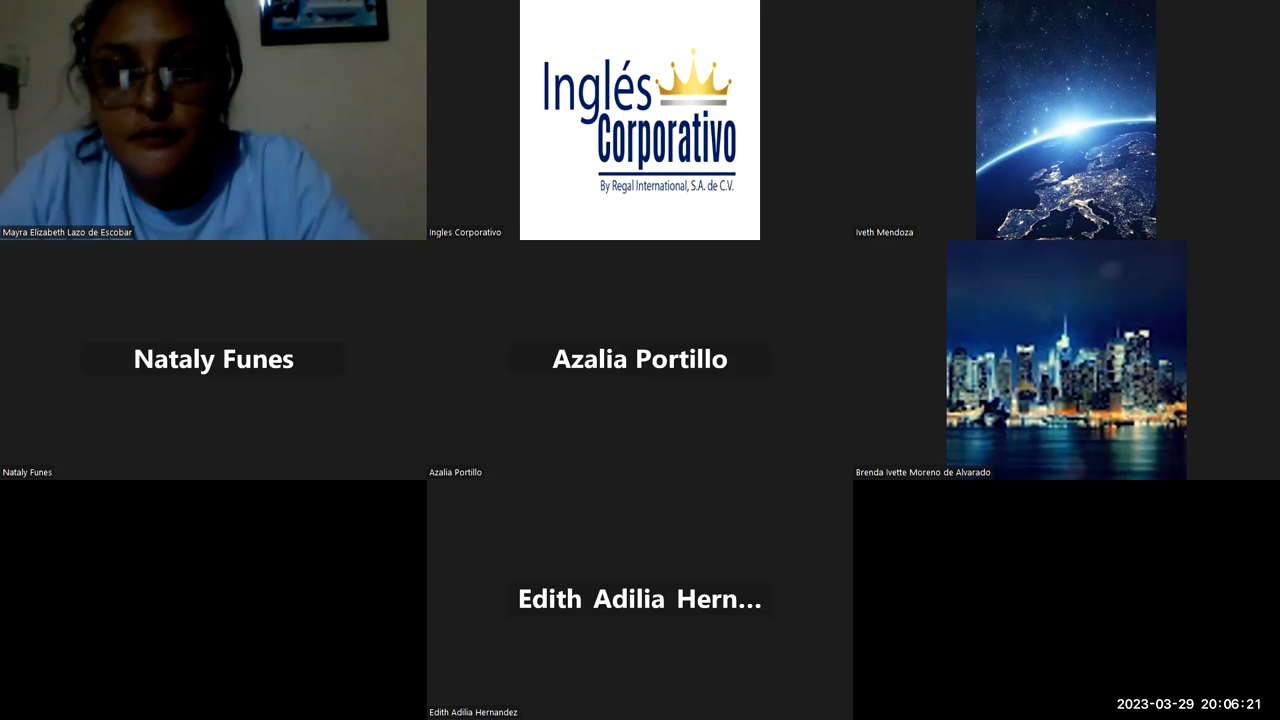 Inglés
Corporativo
By Regal International, S.A. de C.V.
Mayra Elizabeth Lazo de Escobar
Ingles Corporativo
Iveth Mendoza
Nataly Funes
Azalia Portillo
Nataly Funes
Azalia Portillo
Brenda Ivette Moreno de Alvarado
Edith Adilia Hern...
Edith Adilia Hernandez
2023-03-29 20:06:21